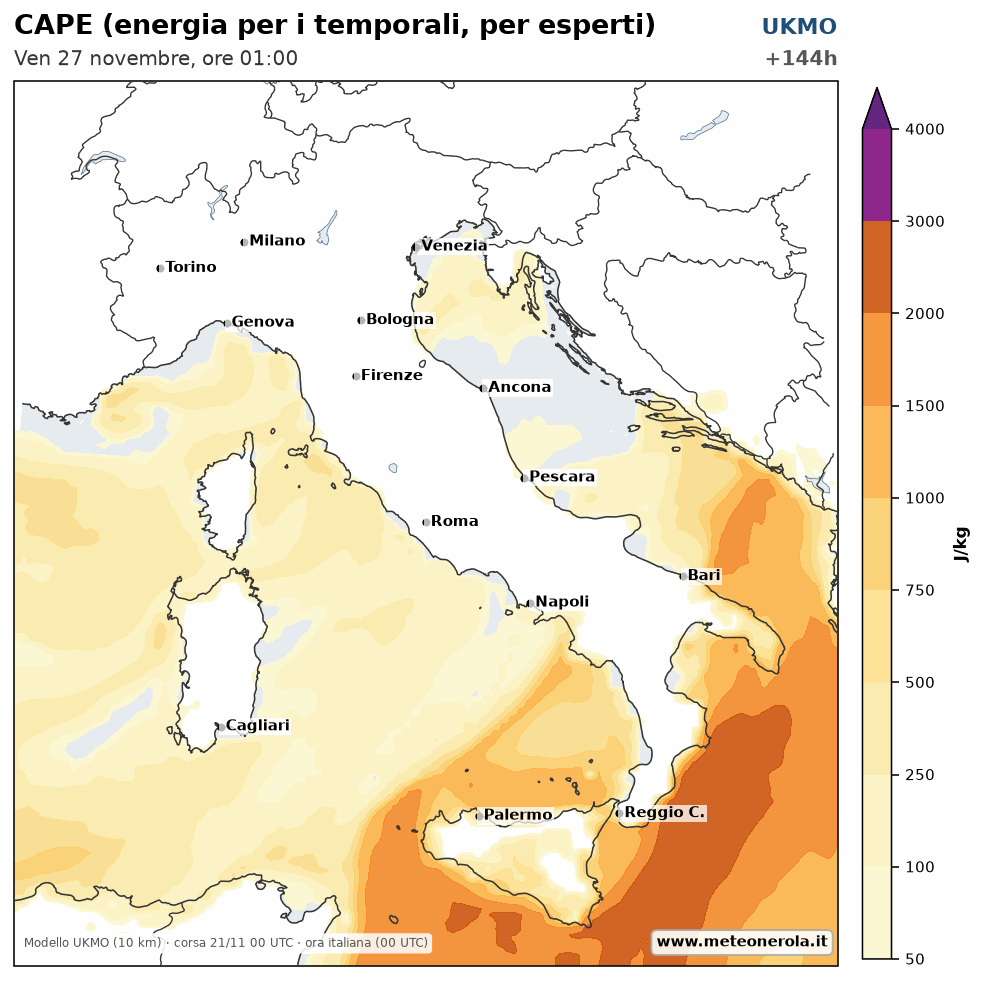 CAPE (energia per i temporali, per esperti)
UKMO
Ven 27 novembre, ore 01:00
+144h
4000
3000
2000
1500
1000
750
500
250
100
50
J/kg
Milano
Venezia
Torino
Genova
Bologna
Firenze
Ancona
Pescara
Roma
Bari
Napoli
Cagliari
Palermo
Reggio C.
Modello UKMO (10 km) · corsa 21/11 00 UTC · ora italiana (00 UTC)
www.meteonerola.it